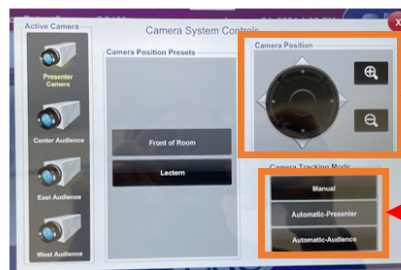 Camera System Controls
Active Camera
Presenter
Camera
Center Audience
East Audience
West Audience
Camera Position Presets
Front of Room
Lectern
Camera Position
Camera Tracking Mode
Manual
Automatic-Presenter
Automatic-Audience
X